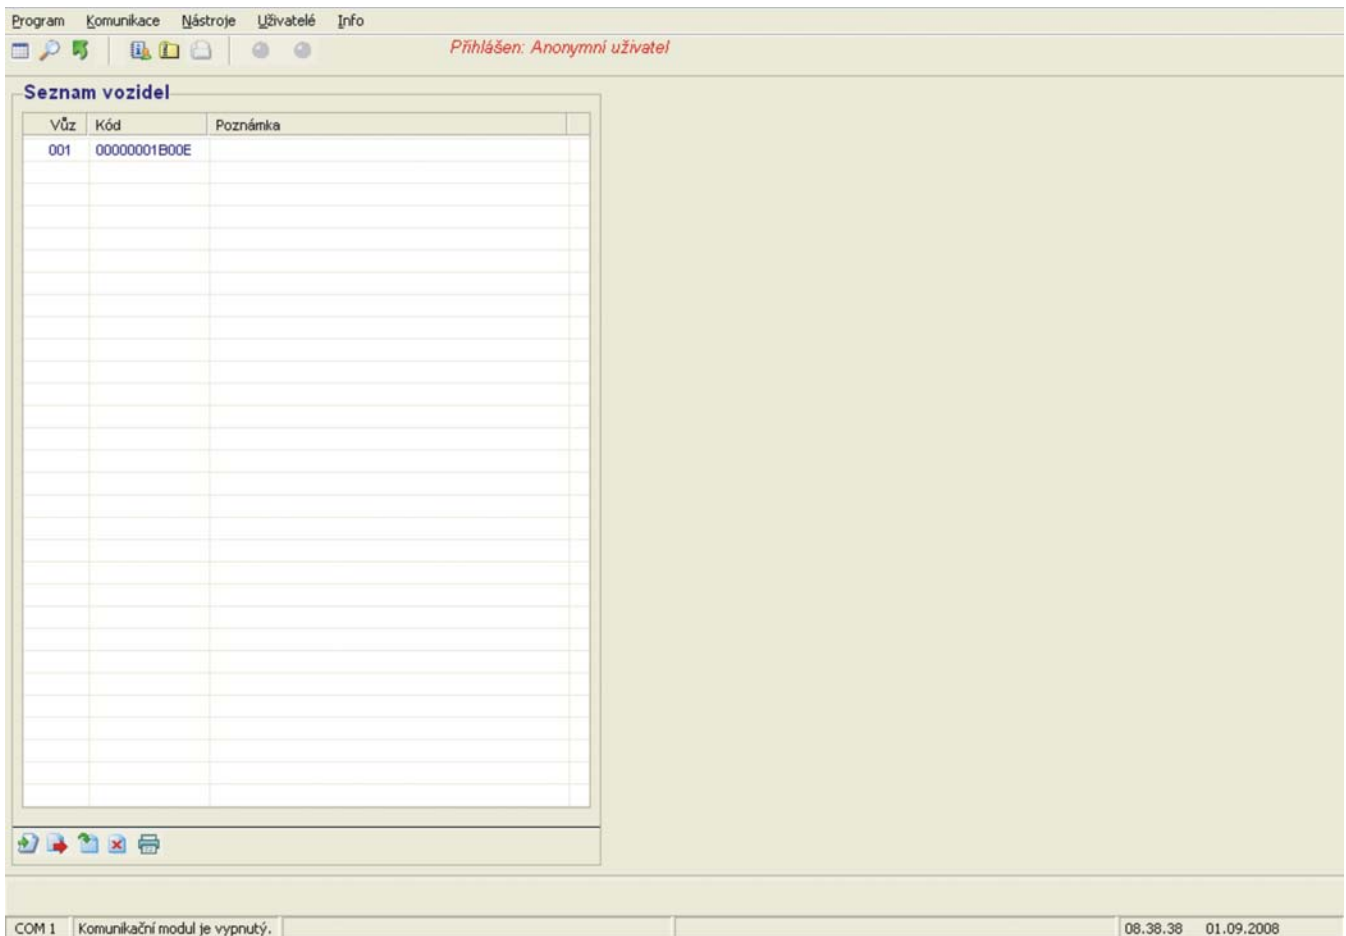 Program Komunikace Nástroje Uživatelé Info
Přihlášen: Anonymní uživatel
Seznam vozidel
Vůz Kód Poznámka
001 00000001B00E
COM 1 Komunikační modul je vypnutý. 08.38.38 01.09.2008